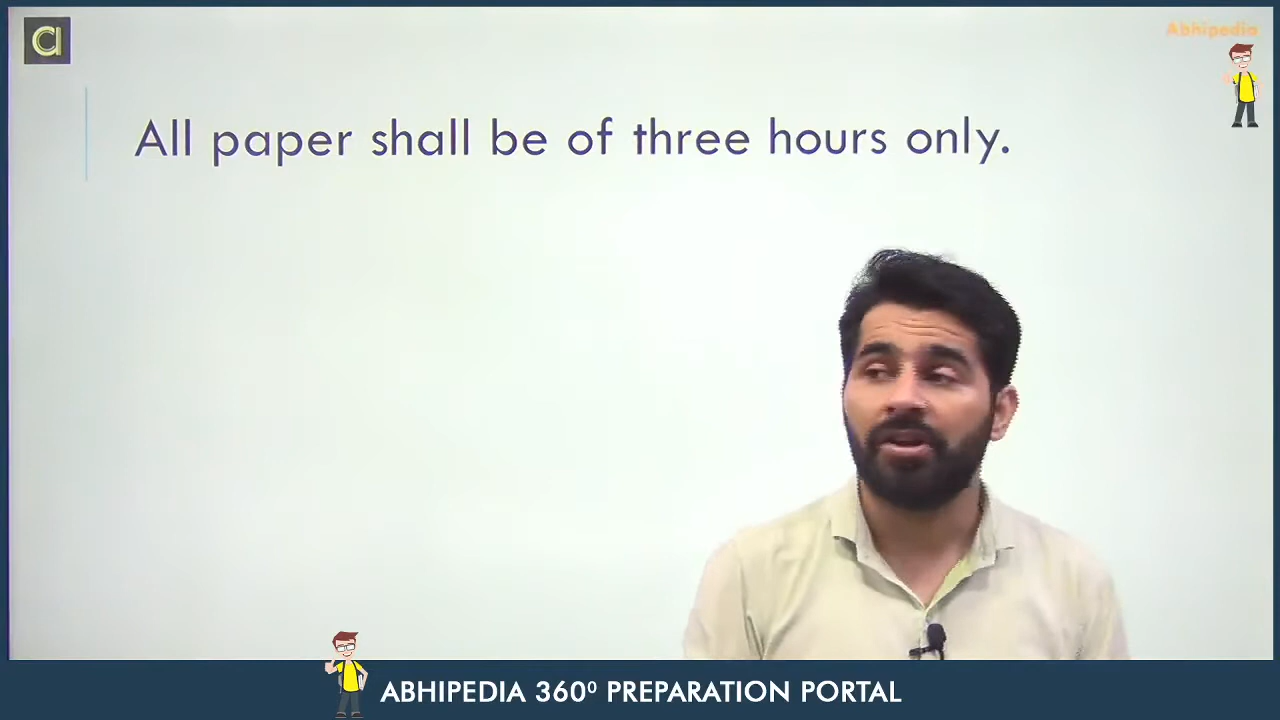 a
Abhipedia
All paper shall be of three hours only.
ABHIPEDIA 360⁰ PREPARATION PORTAL